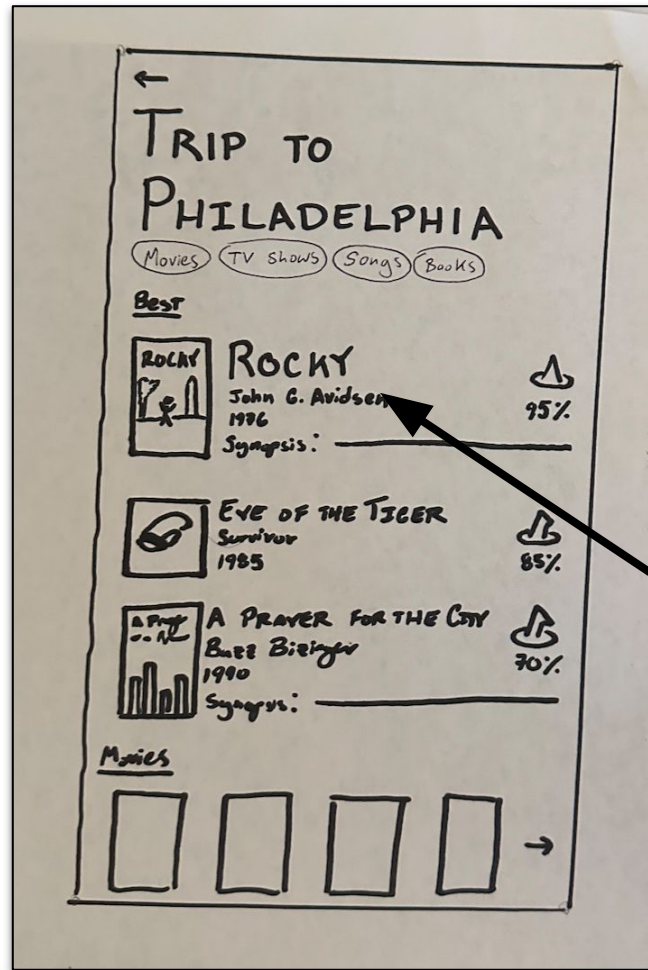 ←
TRIP TO
PHILADELPHIA
Movies TV Shows Songs Books
Best
ROCKY
ROCKY
John G. Avidsen
1976
Synopsis:
95%
EYE OF THE TIGER
Survivor
1985
85%
A Pray
A PRAYER FOR THE CITY
Buzz Bizinger
1990
Synopsis:
70%
Movies
→